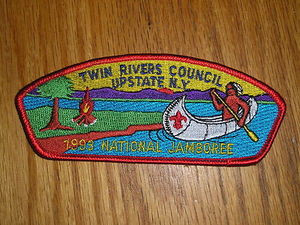 TWIN RIVERS COUNCIL
UPSTATE N.Y.
1993 NATIONAL JAMBOREE